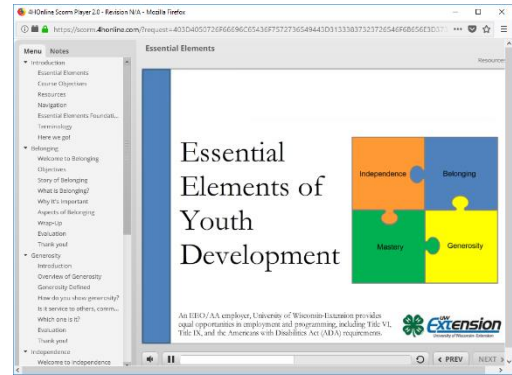 4HOnline Scorm Player 2.0 - Revision N/A - Mozilla Firefox
Essential Elements
Resources
Menu Notes
Introduction
Essential Elements
Course Objectives
Resources
Navigation
Essential Elements Foundati...
Terminology
Here we go!
Belonging
Welcome to Belonging
Objectives
Story of Belonging
What is Belonging?
Why it's Important
Aspects of Belonging
Wrap-Up
Evaluation
Thank you!
Generosity
Introduction
Overview of Generosity
Generosity Defined
How do you show generosity?
Is it service to others, comm...
Which one is it?
Evaluation
Thank you!
Independence
Welcome to Independence
Essential
Elements of
Youth
Development
Independence
Belonging
Mastery
Generosity
An EEO/AA employer, University of Wisconsin-Extension provides
equal opportunities in employment and programming, including Title VI,
Title IX, and the Americans with Disabilities Act (ADA) requirements.
UW
Extension
University of Wisconsin-Extension
< PREV
NEXT >